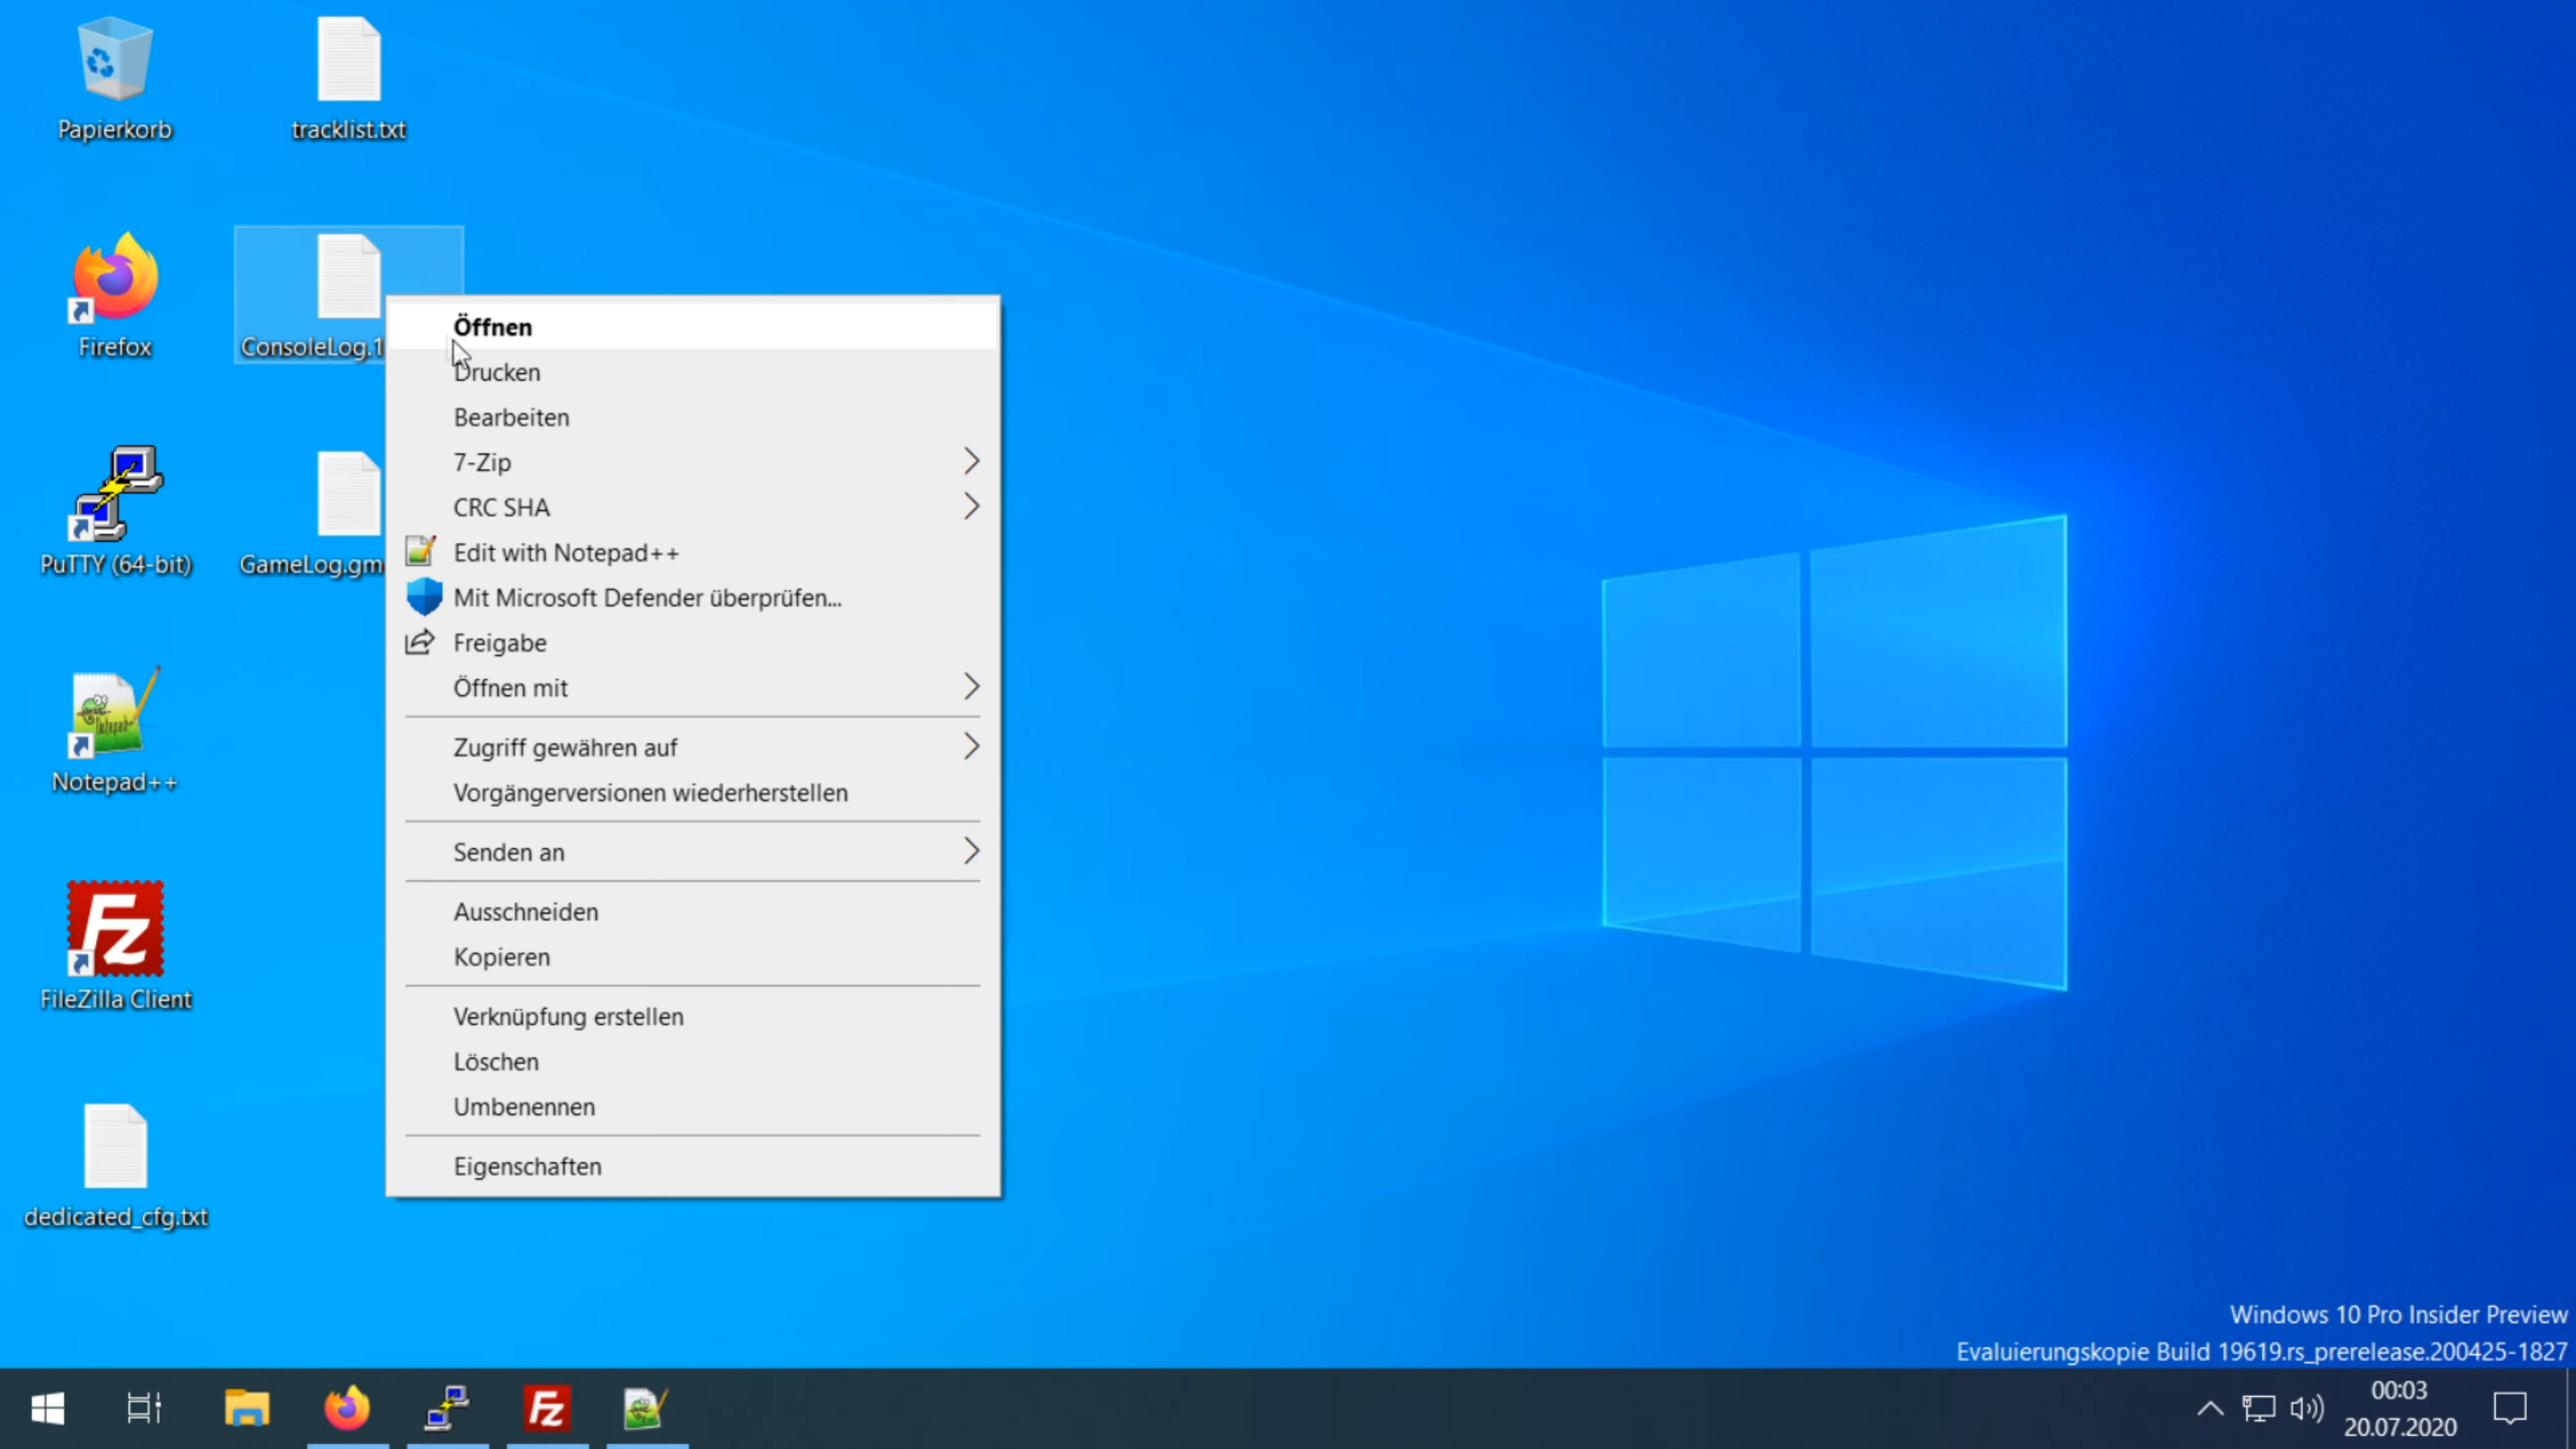 Papierkorb
tracklist.txt
Firefox
ConsoleLog.1
PuTTY (64-bit)
GameLog.gm
Notepad++
FileZilla Client
dedicated_cfg.txt
Öffnen
Drucken
Bearbeiten
7-Zip
CRC SHA
Edit with Notepad++
Mit Microsoft Defender überprüfen...
Freigabe
Öffnen mit
Zugriff gewähren auf
Vorgängerversionen wiederherstellen
Senden an
Ausschneiden
Kopieren
Verknüpfung erstellen
Löschen
Umbenennen
Eigenschaften
Windows 10 Pro Insider Preview
Evaluierungskopie Build 19619.rs_prerelease.200425-1827
00:03
20.07.2020